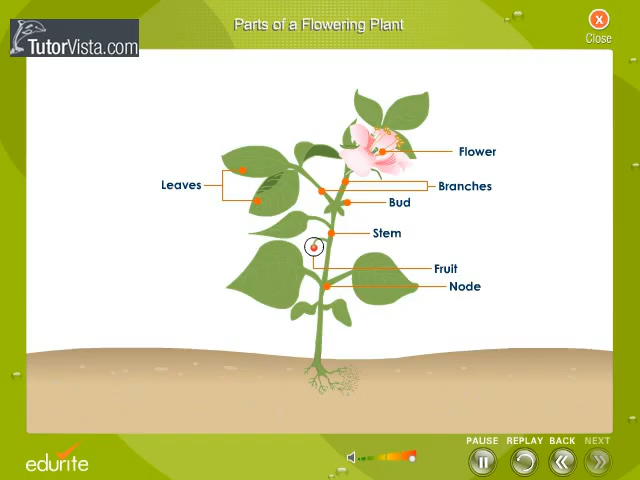 Parts of a Flowering Plant
X
Close
TutorVista.com
Flower
Leaves
Branches
Bud
Stem
Fruit
Node
PAUSE REPLAY BACK NEXT
edurite